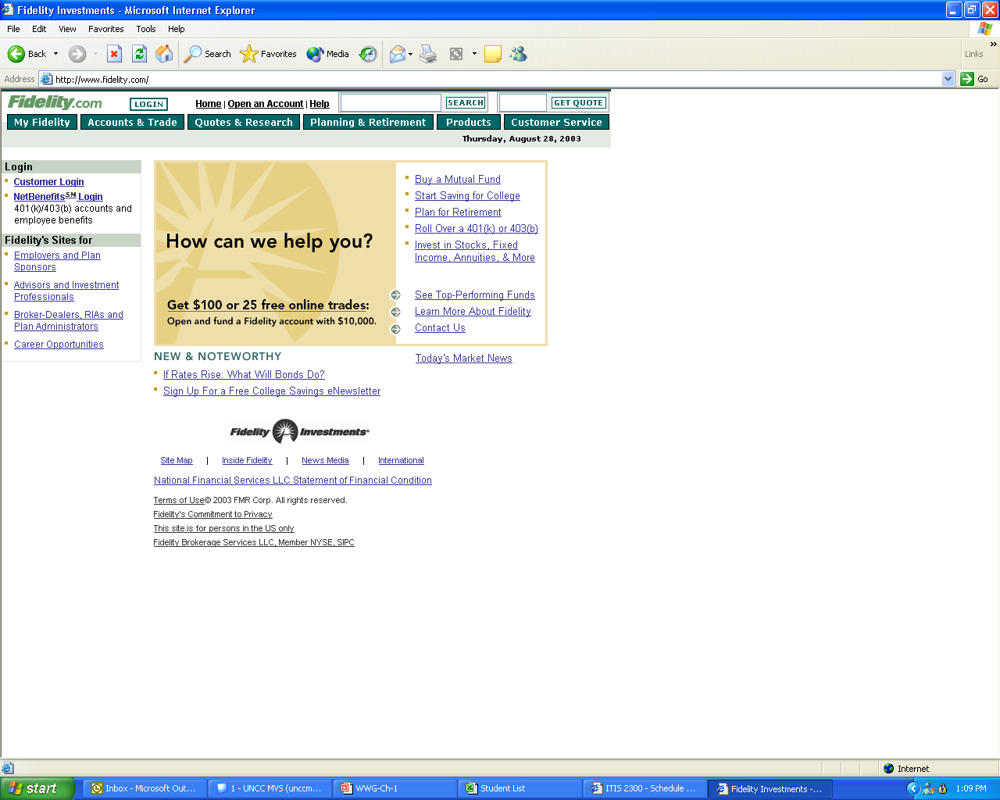 Fidelity Investments - Microsoft Internet Explorer
File Edit View Favorites Tools Help
Back Search Favorites Media Links
Address http://www.fidelity.com/ Go
Fidelity.com LOGIN Home | Open an Account | Help SEARCH GET QUOTE
My Fidelity Accounts & Trade Quotes & Research Planning & Retirement Products Customer Service
Thursday, August 28, 2003
Login
Customer Login
NetBenefits℠ Login
401(k)/403(b) accounts and
employee benefits
Fidelity's Sites for
Employers and Plan
Sponsors
Advisors and Investment
Professionals
Broker-Dealers, RIAs and
Plan Administrators
Career Opportunities
How can we help you?
Get $100 or 25 free online trades:
Open and fund a Fidelity account with $10,000.
Buy a Mutual Fund
Start Saving for College
Plan for Retirement
Roll Over a 401(k) or 403(b)
Invest in Stocks, Fixed
Income, Annuities, & More
See Top-Performing Funds
Learn More About Fidelity
Contact Us
NEW & NOTEWORTHY
Today's Market News
If Rates Rise: What Will Bonds Do?
Sign Up For a Free College Savings eNewsletter
Fidelity Investments®
Site Map | Inside Fidelity | News Media | International
National Financial Services LLC Statement of Financial Condition
Terms of Use© 2003 FMR Corp. All rights reserved.
Fidelity's Commitment to Privacy
This site is for persons in the US only
Fidelity Brokerage Services LLC, Member NYSE, SIPC
Internet
start Inbox - Microsoft Out... 1 - UNCC MVS (unccm... WWG-Ch-1 Student List ITIS 2300 - Schedule ... Fidelity Investments -... 1:09 PM